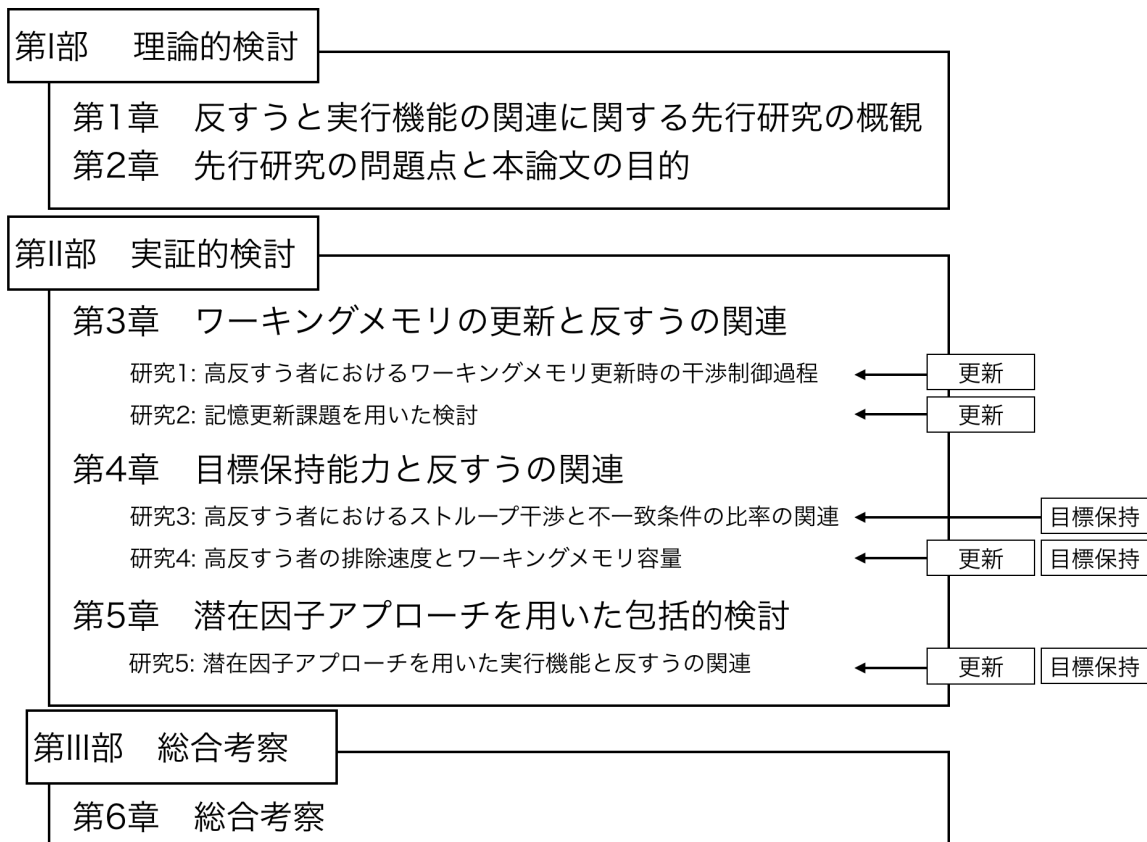 第I部　理論的検討
第1章　反すうと実行機能の関連に関する先行研究の概観
第2章　先行研究の問題点と本論文の目的
第II部　実証的検討
第3章　ワーキングメモリの更新と反すうの関連
研究1: 高反すう者におけるワーキングメモリ更新時の干渉制御過程　更新
研究2: 記憶更新課題を用いた検討　更新
第4章　目標保持能力と反すうの関連
研究3: 高反すう者におけるストループ干渉と不一致条件の比率の関連　目標保持
研究4: 高反すう者の排除速度とワーキングメモリ容量　更新　目標保持
第5章　潜在因子アプローチを用いた包括的検討
研究5: 潜在因子アプローチを用いた実行機能と反すうの関連　更新　目標保持
第III部　総合考察
第6章　総合考察